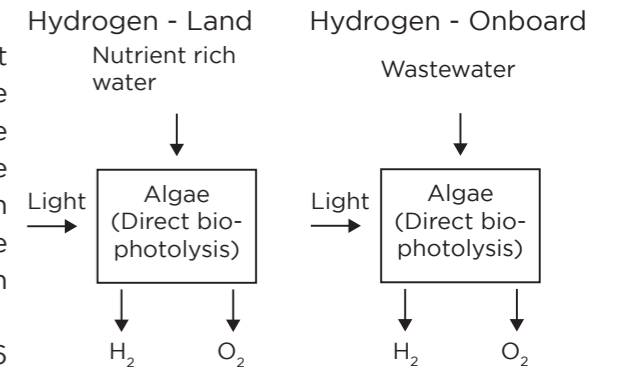 Hydrogen - Land
Nutrient rich
water
Light
Algae
(Direct bio-
photolysis)
H₂
O₂
Hydrogen - Onboard
Wastewater
Light
Algae
(Direct bio-
photolysis)
H₂
O₂
t
e
e
e
n
e
n
6